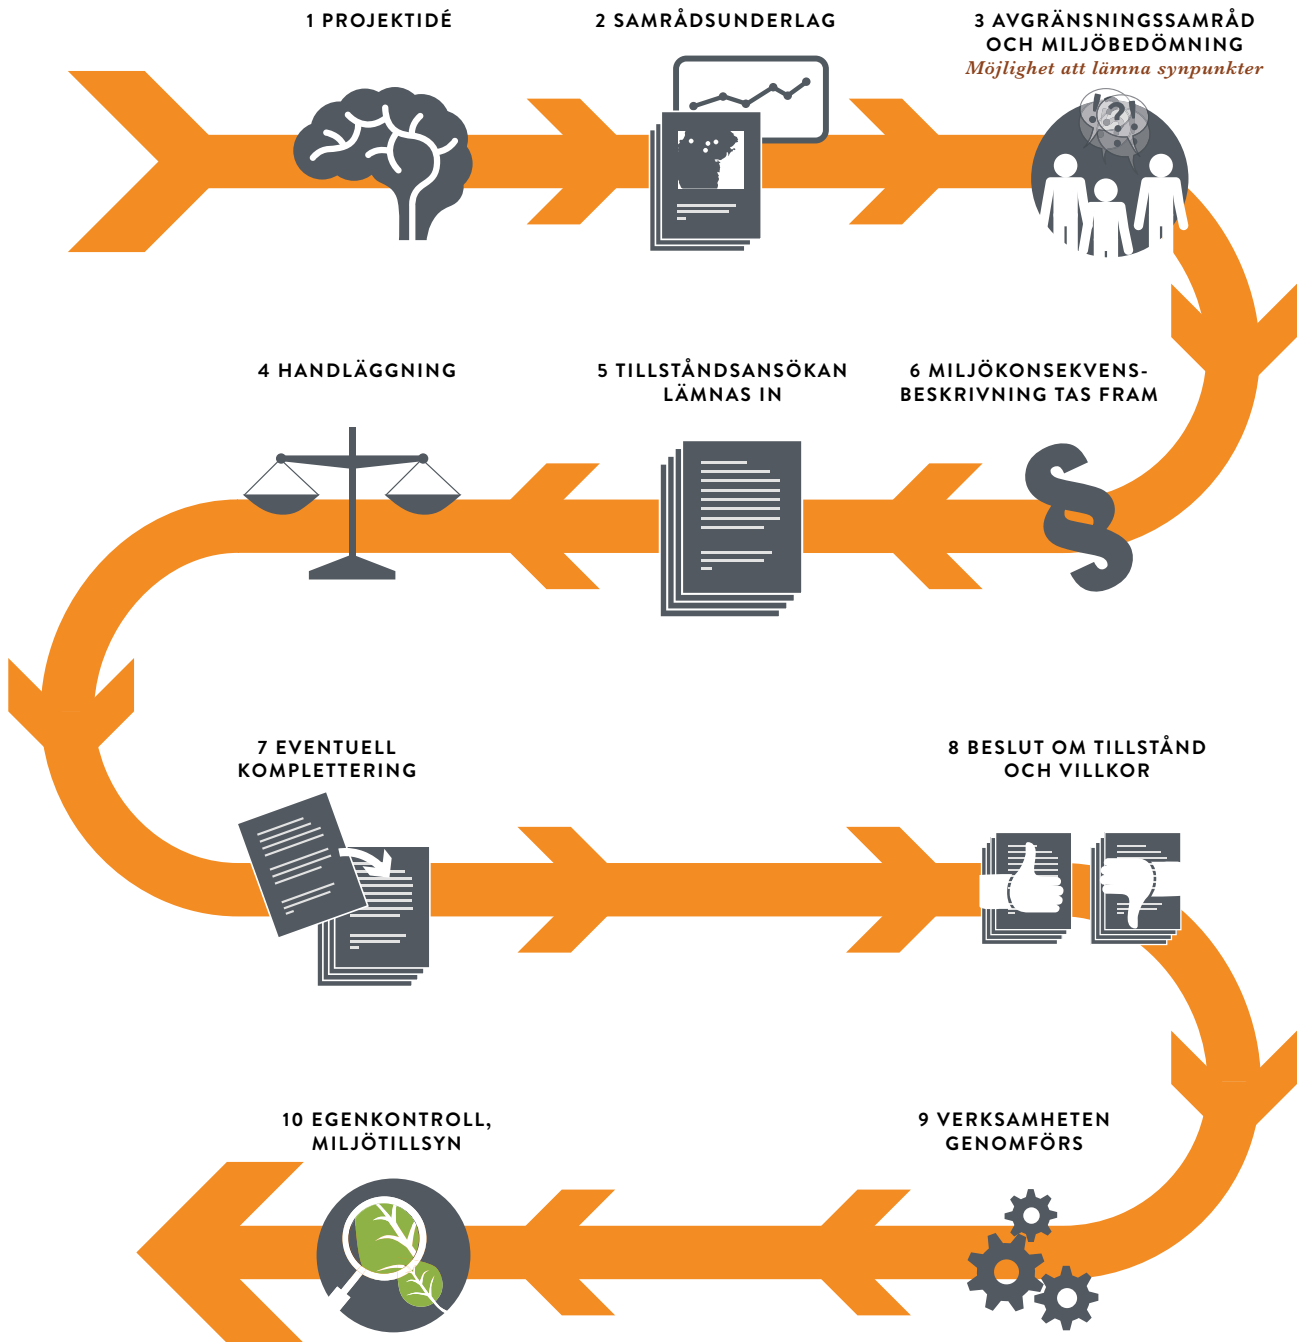 1 PROJEKTIDÉ
2 SAMRÅDSUNDERLAG
3 AVGRÄNSNINGSSAMRÅD
OCH MILJÖBEDÖMNING
Möjlighet att lämna synpunkter
!?!
4 HANDLÄGGNING
5 TILLSTÅNDSANSÖKAN
LÄMNAS IN
6 MILJÖKONSEKVENS-
BESKRIVNING TAS FRAM
§
7 EVENTUELL
KOMPLETTERING
8 BESLUT OM TILLSTÅND
OCH VILLKOR
10 EGENKONTROLL,
MILJÖTILLSYN
9 VERKSAMHETEN
GENOMFÖRS